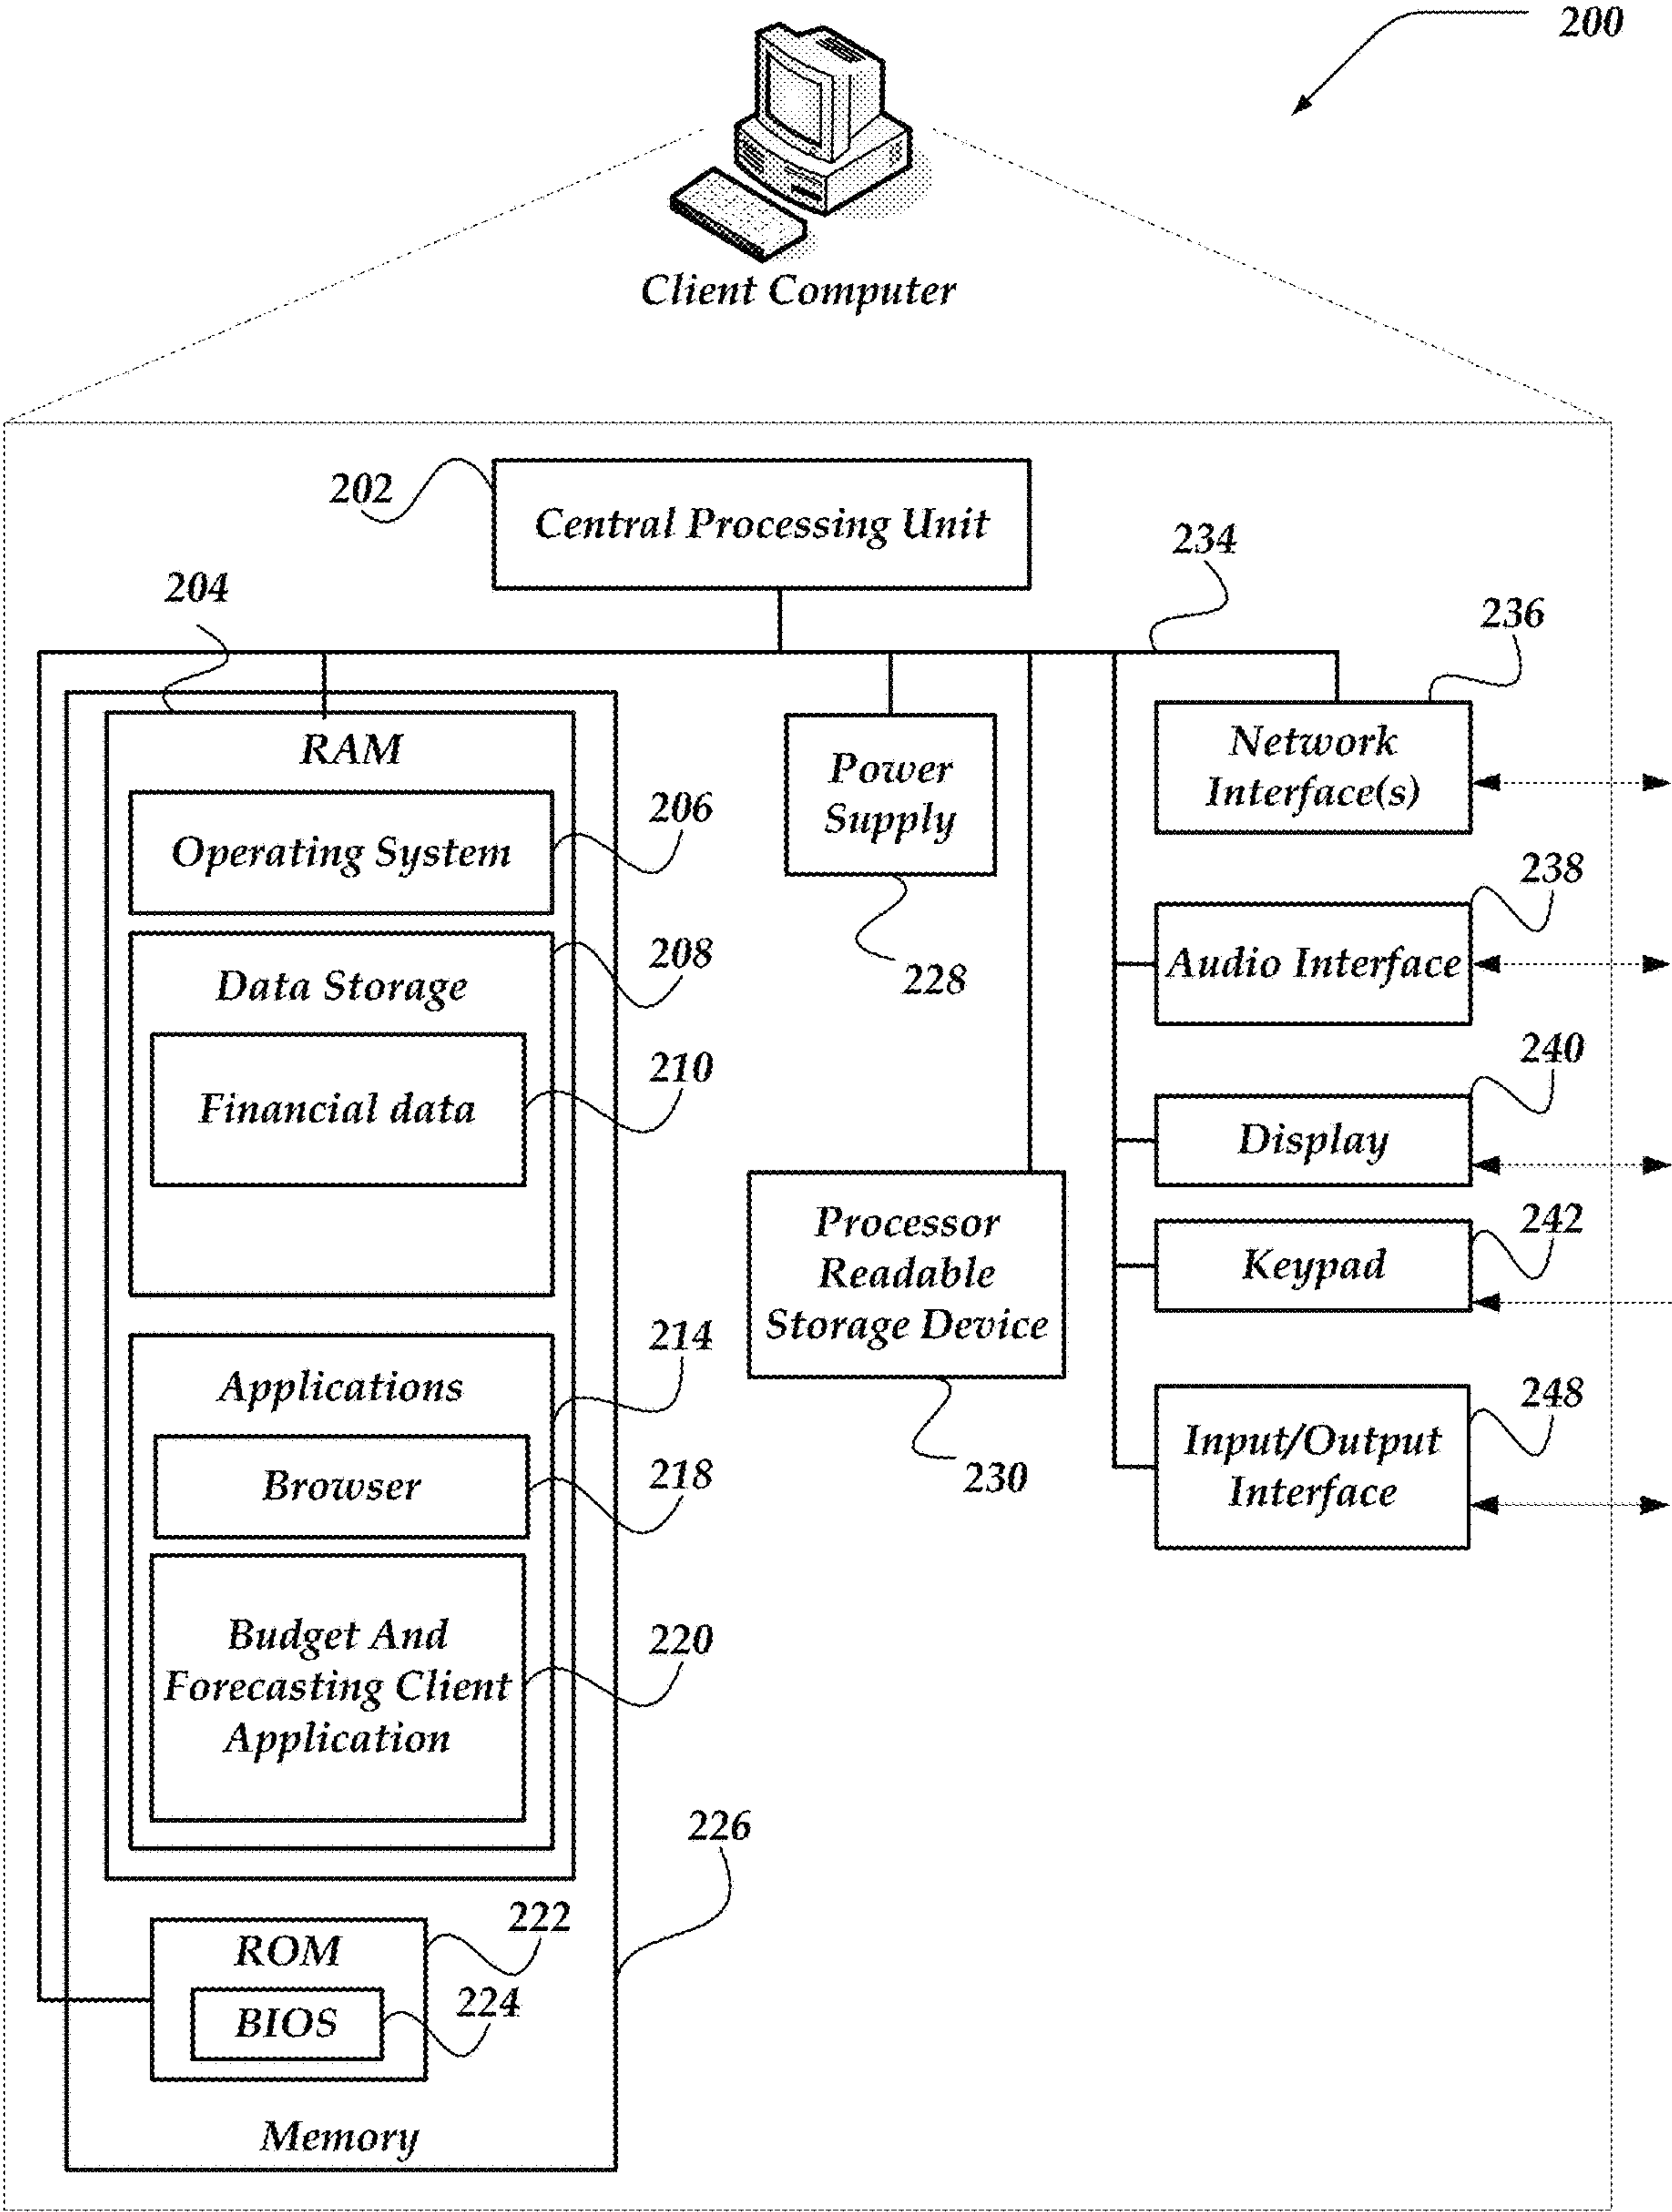 200
Client Computer
202
Central Processing Unit
234
204
236
RAM
Network
Interface(s)
Power
Supply
206
Operating System
228
238
Audio Interface
208
Data Storage
210
Financial data
240
Display
242
Keypad
Processor
Readable
Storage Device
230
214
Applications
218
Browser
248
Input/Output
Interface
220
Budget And
Forecasting Client
Application
226
222
ROM
224
BIOS
Memory